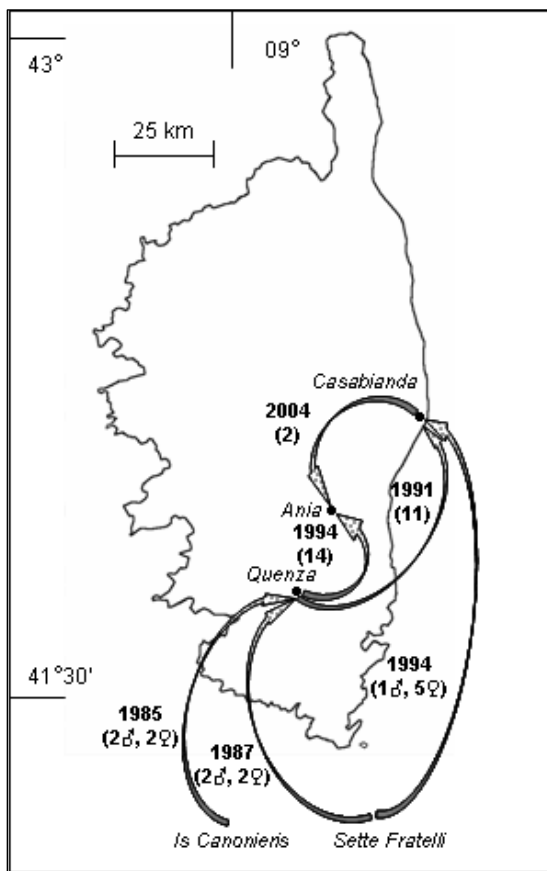 09°
43°
25 km
Casabianda
2004
(2)
1991
(11)
Ania
1994
(14)
Quenza
1994
(1♂, 5♀)
41°30'
1985
(2♂, 2♀)
1987
(2♂, 2♀)
Is Canonieris
Sette Fratelli